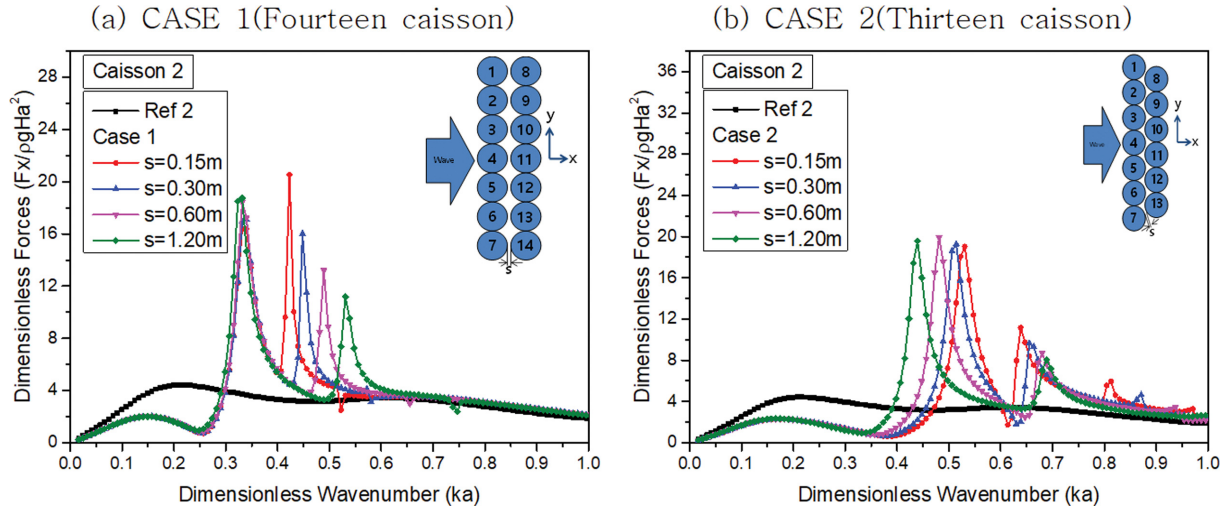 (a) CASE 1(Fourteen caisson)
Dimensionless Forces (Fx/ρgHa²)
28
24
20
16
12
8
4
0
0.0 0.1 0.2 0.3 0.4 0.5 0.6 0.7 0.8 0.9 1.0
Dimensionless Wavenumber (ka)
Caisson 2
Ref 2
Case 1
s=0.15m
s=0.30m
s=0.60m
s=1.20m
Wave
1 8
2 9
3 10
4 11
5 12
6 13
7 14
s
y
x
(b) CASE 2(Thirteen caisson)
Dimensionless Forces (Fx/ρgHa²)
36
32
28
24
20
16
12
8
4
0
0.0 0.1 0.2 0.3 0.4 0.5 0.6 0.7 0.8 0.9 1.0
Dimensionless Wavenumber (ka)
Caisson 2
Ref 2
Case 2
s=0.15m
s=0.30m
s=0.60m
s=1.20m
Wave
1
8
2
9
3
10
4
11
5
12
6
13
7
s
y
x